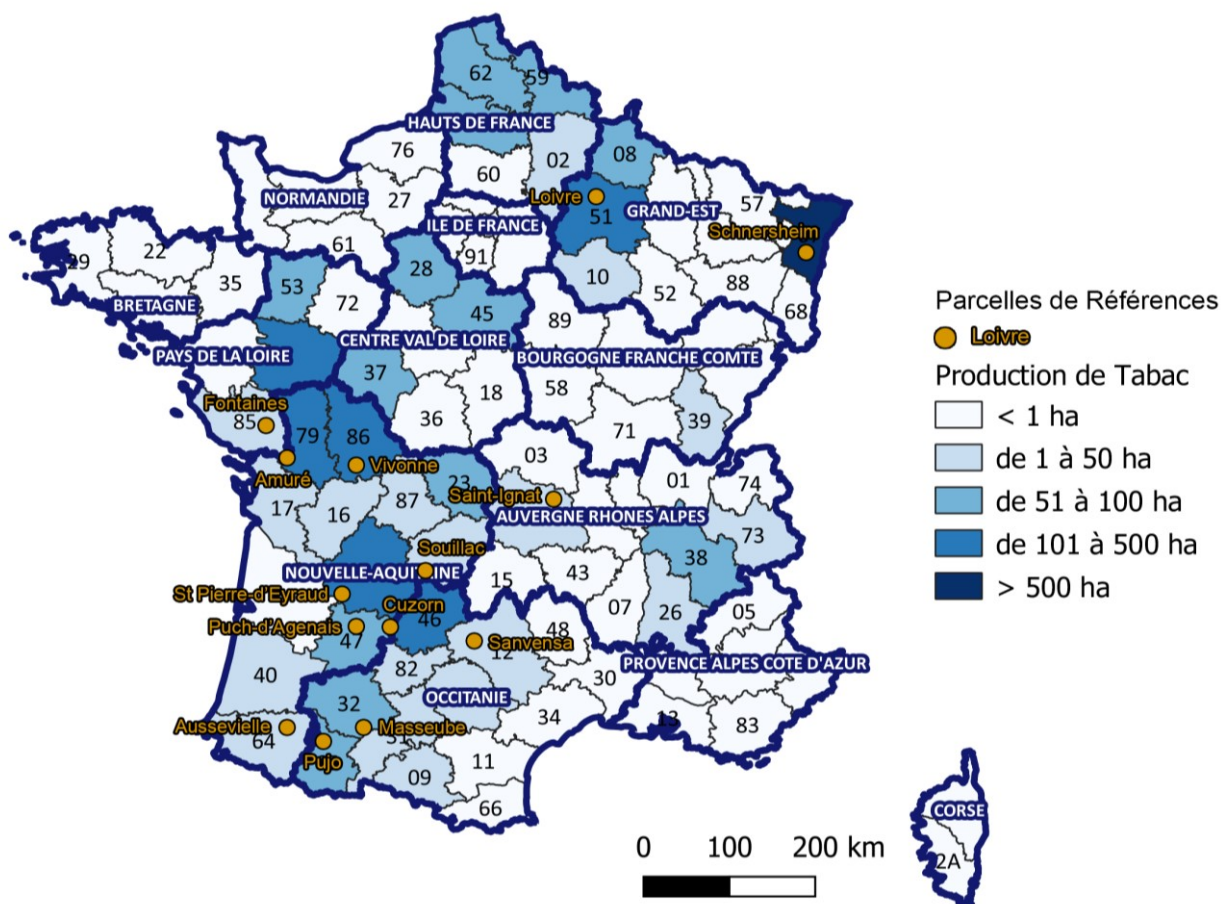 62
59
HAUTS DE FRANCE
76
02
08
60
NORMANDIE
27
Loivre
51
GRAND-EST
57
ILE DE FRANCE
Schnersheim
61
91
22
29
28
10
88
35
53
52
72
BRETAGNE
45
89
68
CENTRE VAL DE LOIRE
PAYS DE LA LOIRE
BOURGOGNE FRANCHE COMTE
37
58
18
Fontaines
85
36
71
39
79
86
Amuré
Vivonne
03
23
01
74
87
Saint-Ignat
17
16
AUVERGNE RHONES ALPES
73
Souillac
38
NOUVELLE-AQUITAINE
15
43
St Pierre-d'Eyraud
Cuzorn
07
26
05
Puch-d'Agenais
47
46
48
Sanvensa
12
PROVENCE ALPES COTE D'AZUR
40
82
30
OCCITANIE
32
34
13
83
Aussevielle
Masseube
64
31
Pujo
11
09
66
CORSE
2A
Parcelles de Références
Loivre
Production de Tabac
< 1 ha
de 1 à 50 ha
de 51 à 100 ha
de 101 à 500 ha
> 500 ha
0 100 200 km